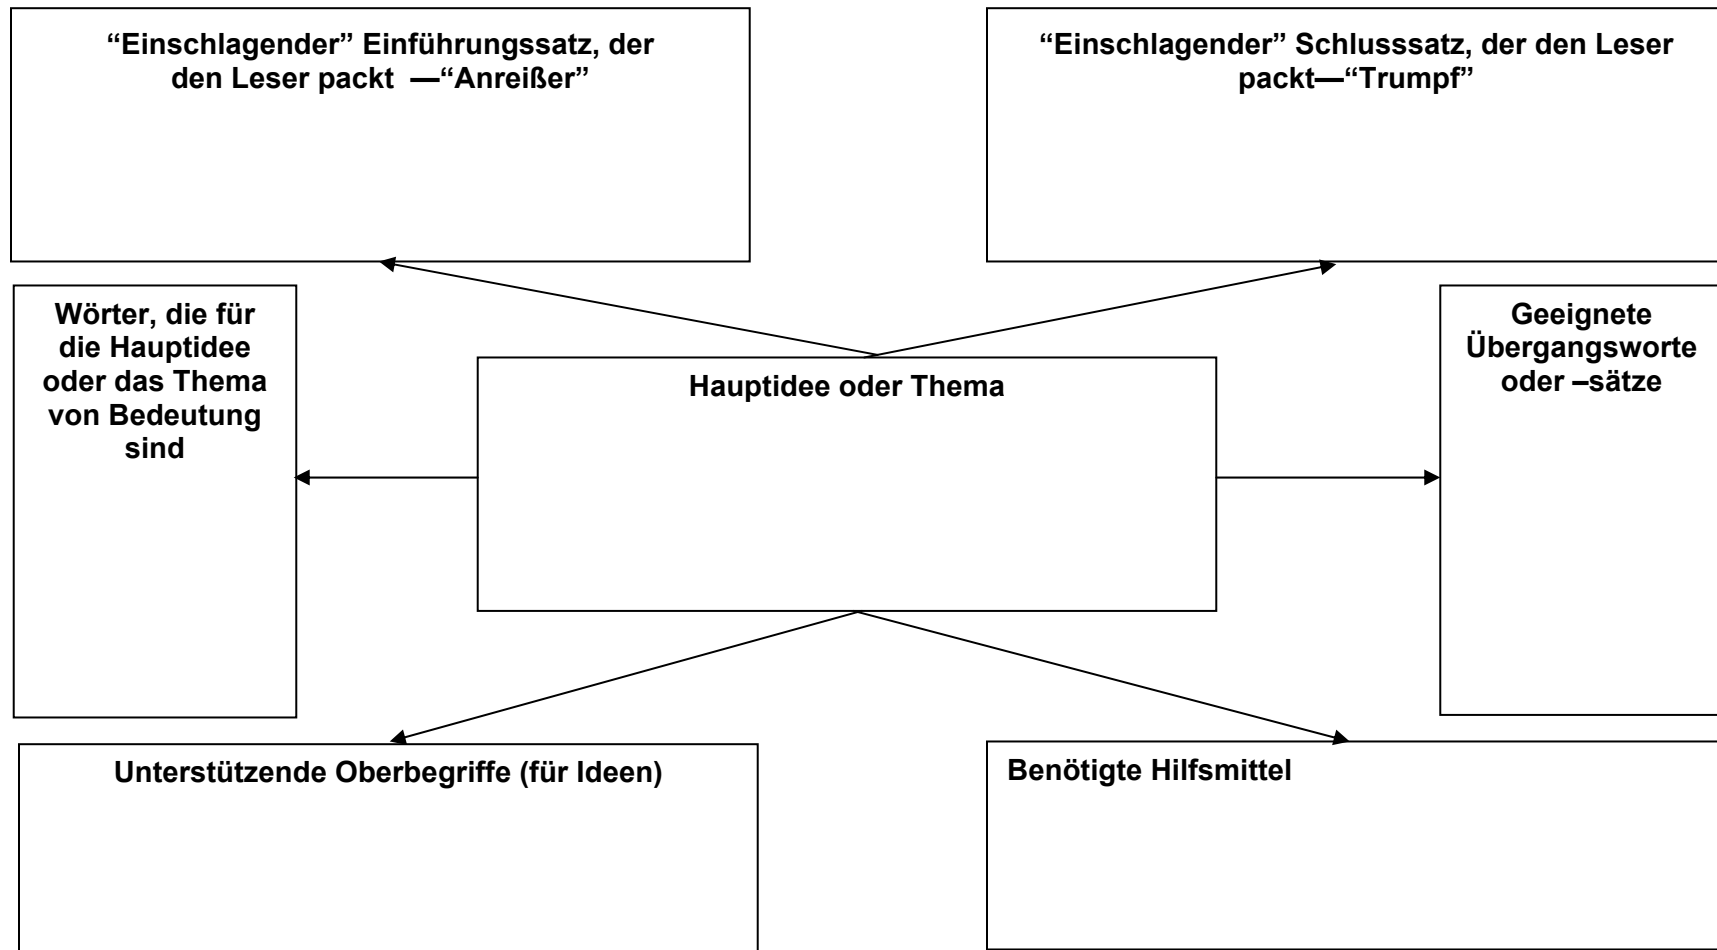 “Einschlagender” Einführungssatz, der
den Leser packt —“Anreißer”
“Einschlagender” Schlusssatz, der den Leser
packt—“Trumpf”
Wörter, die für
die Hauptidee
oder das Thema
von Bedeutung
sind
Hauptidee oder Thema
Geeignete
Übergangsworte
oder –sätze
Unterstützende Oberbegriffe (für Ideen)
Benötigte Hilfsmittel